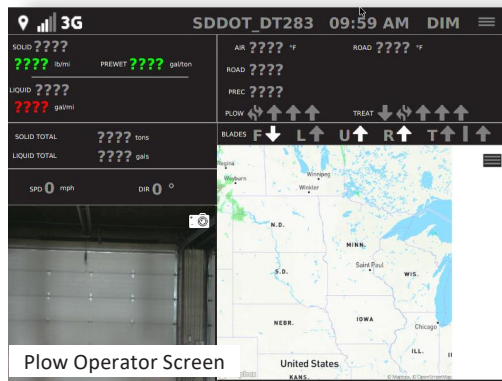 3G SDDOT_DT283 09:59 AM DIM
SOLID ????
???? lb/mi PREWET ???? gal/ton
LIQUID ????
???? gal/mi
AIR ???? °F ROAD ???? °F
ROAD ????
PREC ????
PLOW TREAT
BLADES F L U R T I
SOLID TOTAL ???? tons
LIQUID TOTAL ???? gals
SPD 0 mph DIR 0 °
Regina
Weyburn
Winnipeg
Winkler
N.D.
MINN.
S.D.
Saint Paul
WIS.
NEBR.
IOWA
Chicago
ILL.
United States
KANS.
© Mapbox, © OpenStreetMap
Plow Operator Screen